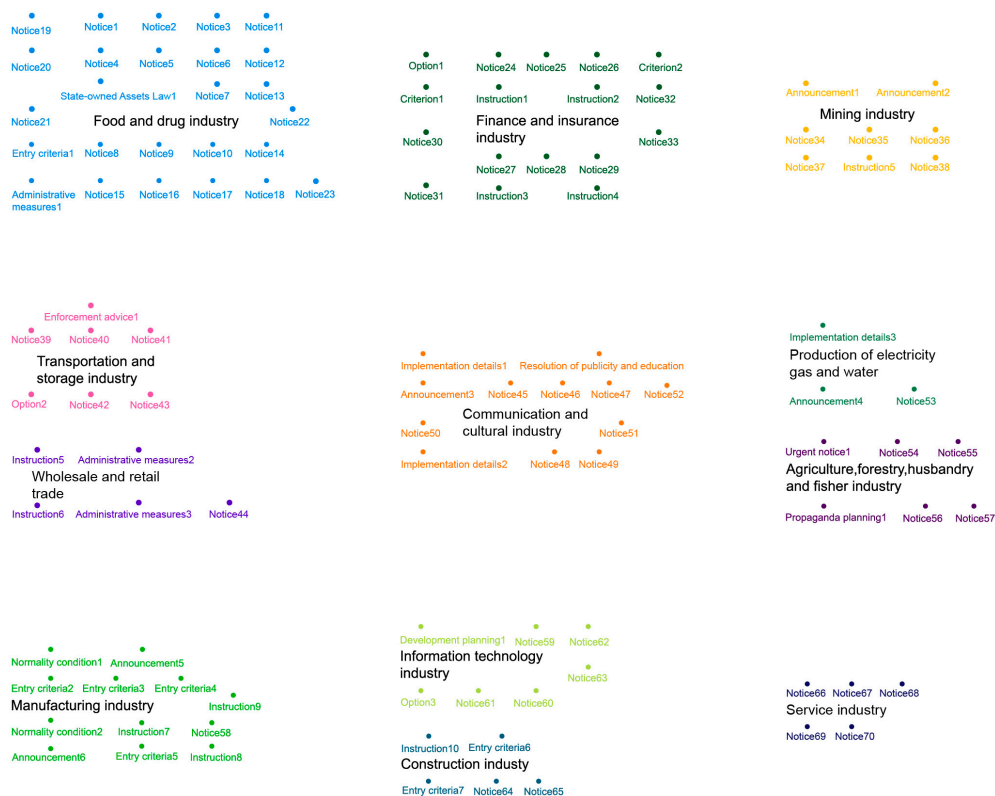 Notice19 Notice1 Notice2 Notice3 Notice11
Notice20 Notice4 Notice5 Notice6 Notice12
State-owned Assets Law1 Notice7 Notice13
Notice21 Food and drug industry Notice22
Entry criteria1 Notice8 Notice9 Notice10 Notice14
Administrative Notice15 Notice16 Notice17 Notice18 Notice23
measures1
Option1 Notice24 Notice25 Notice26 Criterion2
Criterion1 Instruction1 Instruction2 Notice32
Finance and insurance
industry
Notice30 Notice33
Notice27 Notice28 Notice29
Notice31 Instruction3 Instruction4
Announcement1 Announcement2
Mining industry
Notice34 Notice35 Notice36
Notice37 Instruction5 Notice38
Enforcement advice1
Notice39 Notice40 Notice41
Transportation and
storage industry
Option2 Notice42 Notice43
Instruction5 Administrative measures2
Wholesale and retail
trade
Instruction6 Administrative measures3 Notice44
Implementation details1 Resolution of publicity and education
Announcement3 Notice45 Notice46 Notice47 Notice52
Communication and
cultural industry
Notice50 Notice51
Implementation details2 Notice48 Notice49
Implementation details3
Production of electricity
gas and water
Announcement4 Notice53
Urgent notice1 Notice54 Notice55
Agriculture,forestry,husbandry
and fisher industry
Propaganda planning1 Notice56 Notice57
Normality condition1 Announcement5
Entry criteria2 Entry criteria3 Entry criteria4
Manufacturing industry Instruction9
Normality condition2 Instruction7 Notice58
Announcement6 Entry criteria5 Instruction8
Development planning1 Notice59 Notice62
Information technology
industry
Notice63
Option3 Notice61 Notice60
Instruction10 Entry criteria6
Construction industy
Entry criteria7 Notice64 Notice65
Notice66 Notice67 Notice68
Service industry
Notice69 Notice70